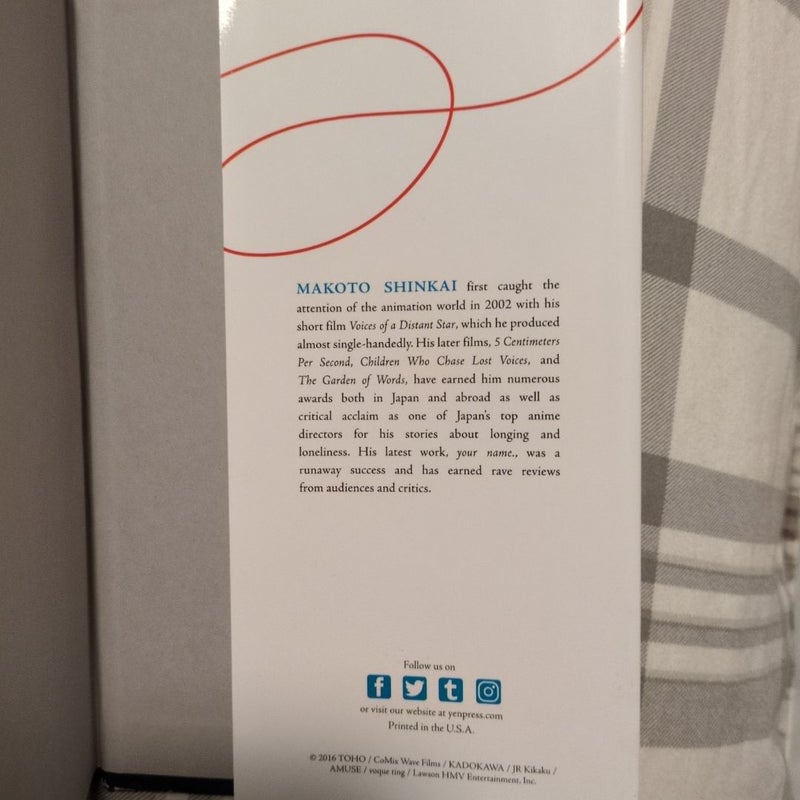 MAKOTO SHINKAI first caught the
attention of the animation world in 2002 with his
short film Voices of a Distant Star, which he produced
almost single-handedly. His later films, 5 Centimeters
Per Second, Children Who Chase Lost Voices, and
The Garden of Words, have earned him numerous
awards both in Japan and abroad as well as
critical acclaim as one of Japan's top anime
directors for his stories about longing and
loneliness. His latest work, your name., was a
runaway success and has earned rave reviews
from audiences and critics.
Follow us on
or visit our website at yenpress.com
Printed in the U.S.A.
© 2016 TOHO / CoMix Wave Films / KADOKAWA / JR Kikaku /
AMUSE / voque ting / Lawson HMV Entertainment, Inc.